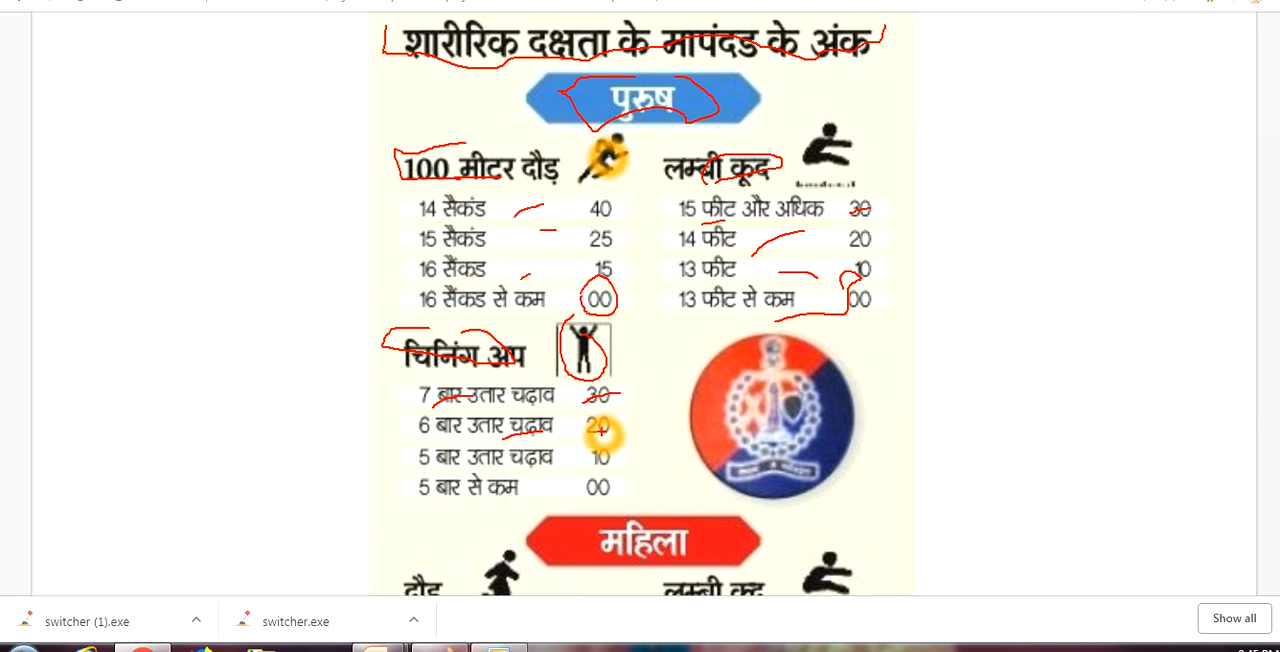 शारीरिक दक्षता के मापंदड के अंक
पुरुष
100 मीटर दौड़
14 सैकंड 40
15 सैकंड 25
16 सैंकड 15
16 सैंकड से कम 00
लम्बी कूद
15 फीट और अधिक 30
14 फीट 20
13 फीट 10
13 फीट से कम 00
चिनिंग अप
7 बार उतार चढ़ाव 30
6 बार उतार चढ़ाव 20
5 बार उतार चढ़ाव 10
5 बार से कम 00
महिला
दौड़
लम्बी कूद
switcher (1).exe
switcher.exe
Show all